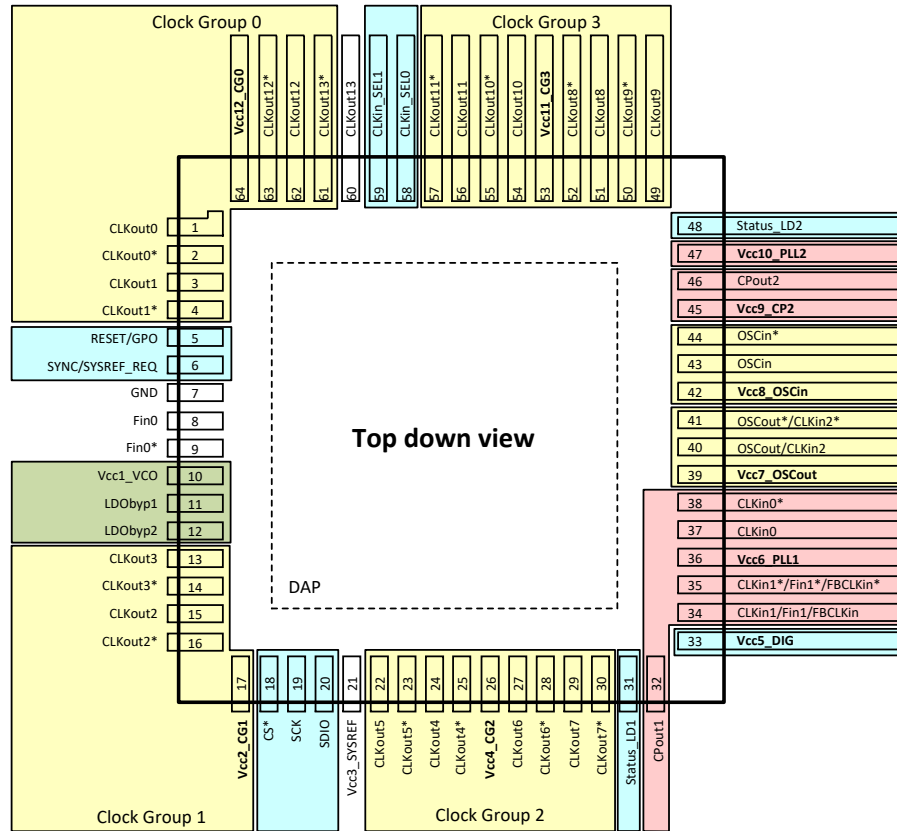 Clock Group 0
Clock Group 3
Vcc12_CG0
CLKout12*
CLKout12
CLKout13*
CLKout13
CLKin_SEL1
CLKin_SEL0
CLKout11*
CLKout11
CLKout10*
CLKout10
Vcc11_CG3
CLKout8*
CLKout8
CLKout9*
CLKout9
64
63
62
61
60
59
58
57
56
55
54
53
52
51
50
49
CLKout0 1
CLKout0* 2
CLKout1 3
CLKout1* 4
RESET/GPO 5
SYNC/SYSREF_REQ 6
GND 7
Fin0 8
Fin0* 9
Vcc1_VCO 10
LDObyp1 11
LDObyp2 12
CLKout3 13
CLKout3* 14
CLKout2 15
CLKout2* 16
48 Status_LD2
47 Vcc10_PLL2
46 CPout2
45 Vcc9_CP2
44 OSCin*
43 OSCin
42 Vcc8_OSCin
41 OSCout*/CLKin2*
40 OSCout/CLKin2
39 Vcc7_OSCout
38 CLKin0*
37 CLKin0
36 Vcc6_PLL1
35 CLKin1*/Fin1*/FBCLKin*
34 CLKin1/Fin1/FBCLKin
33 Vcc5_DIG
Top down view
DAP
17
18
19
20
21
22
23
24
25
26
27
28
29
30
31
32
Vcc2_CG1
CS*
SCK
SDIO
Vcc3_SYSREF
CLKout5
CLKout5*
CLKout4
CLKout4*
Vcc4_CG2
CLKout6
CLKout6*
CLKout7
CLKout7*
Status_LD1
CPout1
Clock Group 1
Clock Group 2